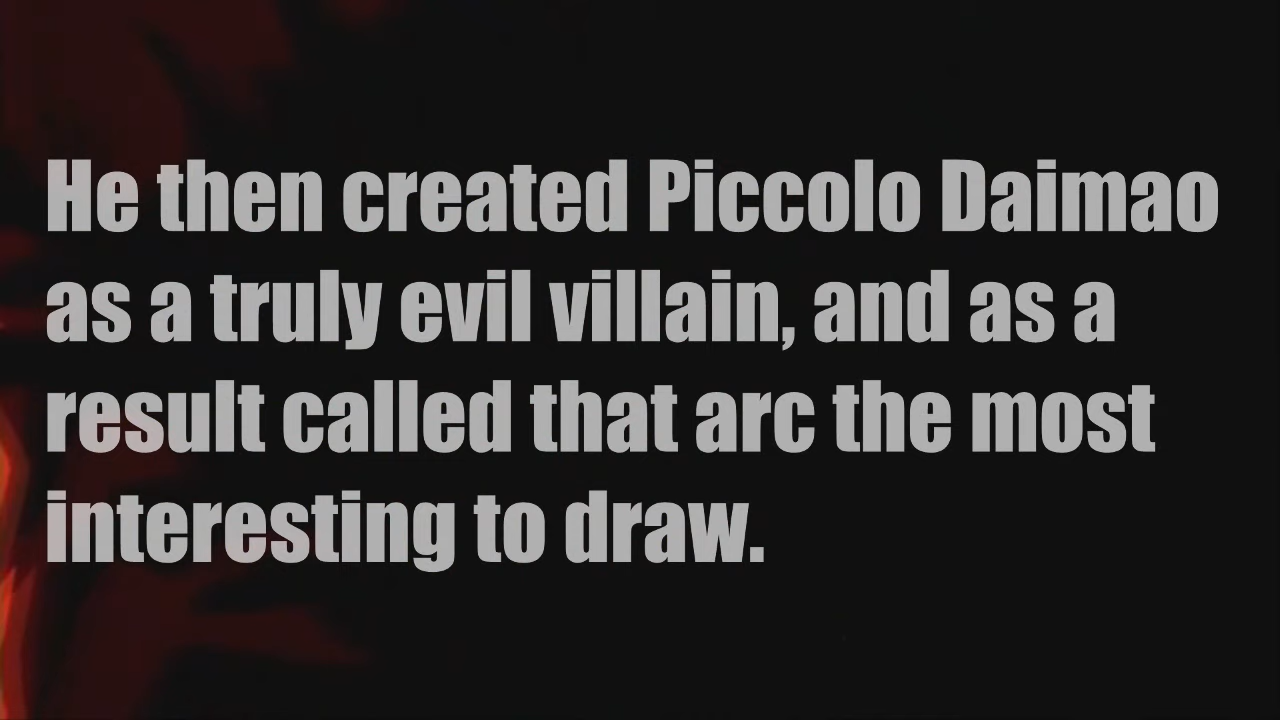 He then created Piccolo Daimao
as a truly evil villain, and as a
result called that arc the most
interesting to draw.